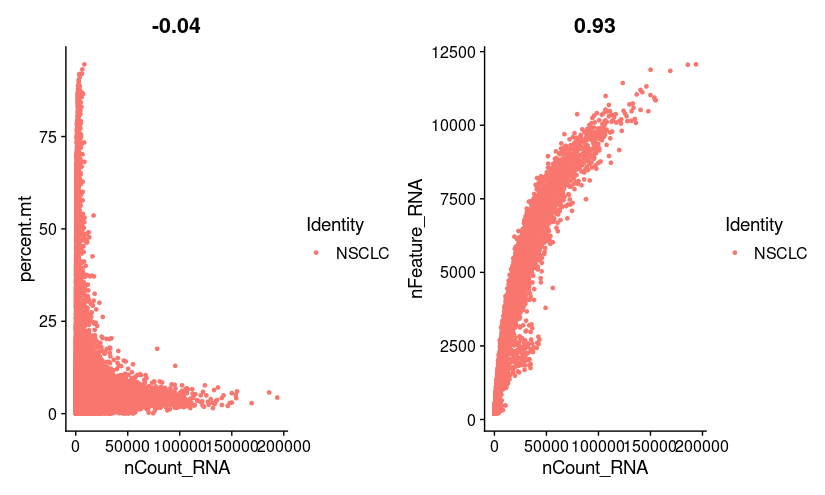 -0.04
percent.mt
75
50
25
0
0 50000 100000 150000 200000
nCount_RNA
Identity
NSCLC
0.93
nFeature_RNA
12500
10000
7500
5000
2500
0
0 50000 100000 150000 200000
nCount_RNA
Identity
NSCLC